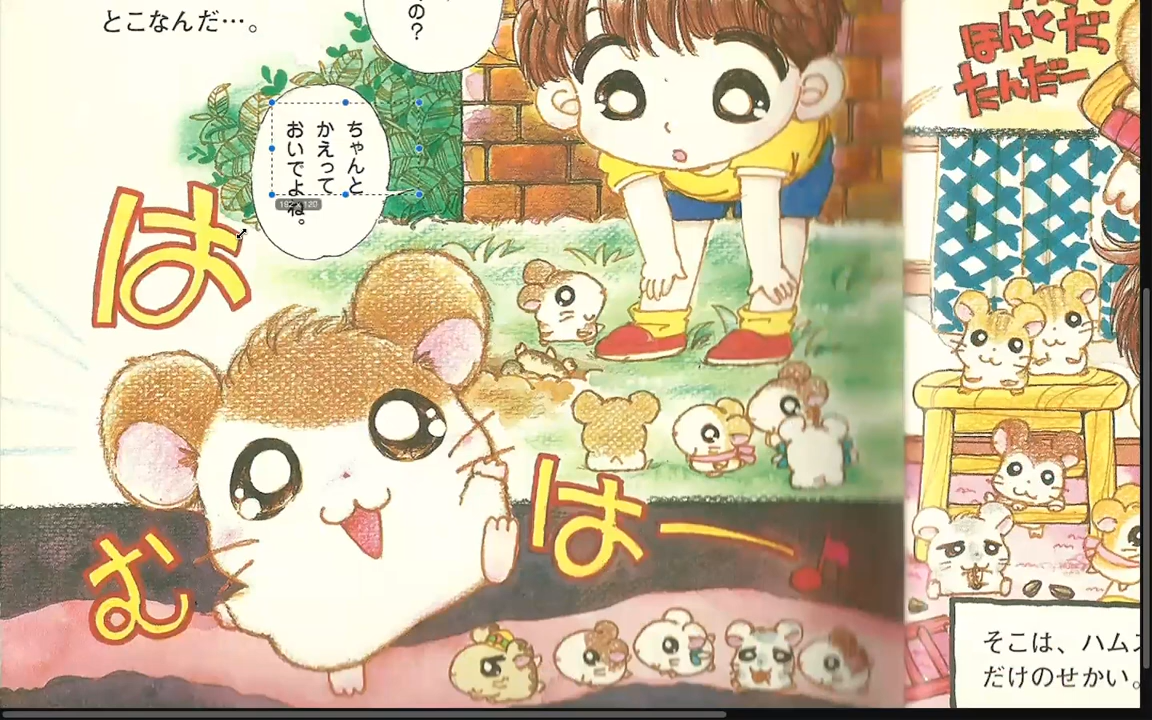 とこなんだ…。
の？
ちゃんと
かえって
おいでよね。
192 x 120
は
む
はー
ほんとだ
たんだー
そこは、ハム
だけのせかい。